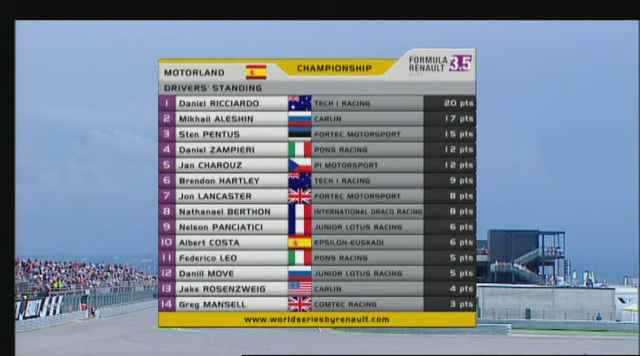 MOTORLAND
CHAMPIONSHIP
FORMULA RENAULT 3.5
DRIVERS' STANDING
1 Daniel RICCIARDO TECH 1 RACING 20 pts
2 Mikhail ALESHIN CARLIN 17 pts
3 Sten PENTUS FORTEC MOTORSPORT 15 pts
4 Daniel ZAMPIERI PONS RACING 12 pts
5 Jan CHAROUZ PI MOTORSPORT 12 pts
6 Brendon HARTLEY TECH 1 RACING 9 pts
7 Jon LANCASTER FORTEC MOTORSPORT 8 pts
8 Nathanael BERTHON INTERNATIONAL DRACO RACING 8 pts
9 Nelson PANCIATICI JUNIOR LOTUS RACING 6 pts
10 Albert COSTA EPSILON-EUSKADI 6 pts
11 Federico LEO PONS RACING 5 pts
12 Daniil MOVE JUNIOR LOTUS RACING 5 pts
13 Jake ROSENZWEIG CARLIN 4 pts
14 Greg MANSELL COMTEC RACING 3 pts
www.worldseriesbyrenault.com